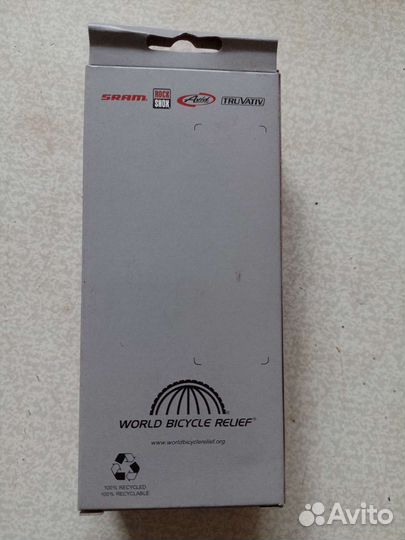 SRAM. ROCK SHOX Avid TRUVATIV
WORLD BICYCLE RELIEF®
www.worldbicyclerelief.org
100% RECYCLED
100% RECYCLABLE
Avito